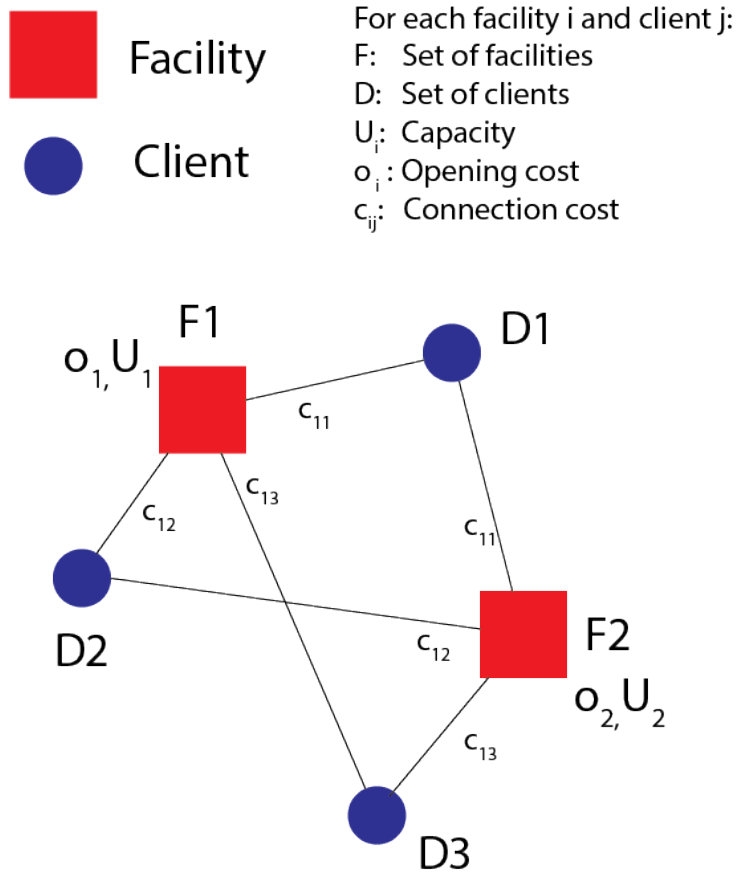 Facility
Client
For each facility i and client j:
F: Set of facilities
D: Set of clients
Uᵢ: Capacity
oᵢ : Opening cost
cᵢⱼ: Connection cost
F1
D1
o₁,U₁
c₁₁
c₁₃
c₁₂
c₁₁
D2
c₁₂
F2
o₂,U₂
c₁₃
D3